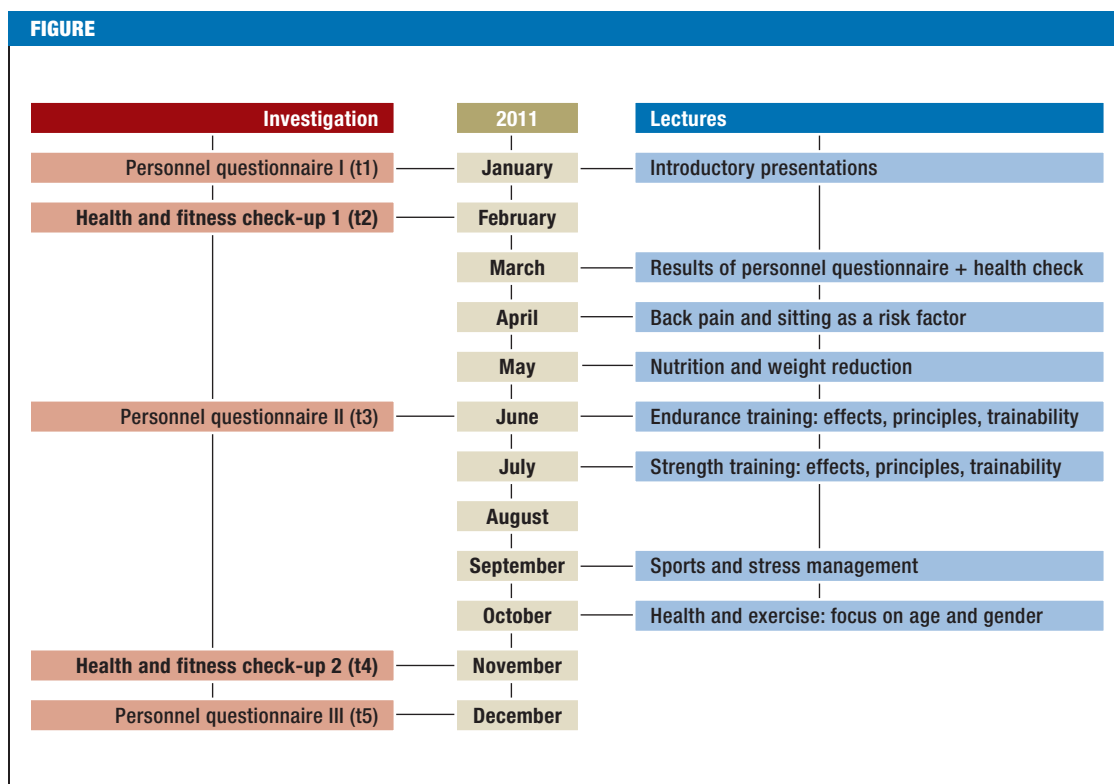 FIGURE
Investigation
2011
Lectures
Personnel questionnaire I (t1)
January
Introductory presentations
Health and fitness check-up 1 (t2)
February
March
Results of personnel questionnaire + health check
April
Back pain and sitting as a risk factor
May
Nutrition and weight reduction
Personnel questionnaire II (t3)
June
Endurance training: effects, principles, trainability
July
Strength training: effects, principles, trainability
August
September
Sports and stress management
October
Health and exercise: focus on age and gender
Health and fitness check-up 2 (t4)
November
Personnel questionnaire III (t5)
December